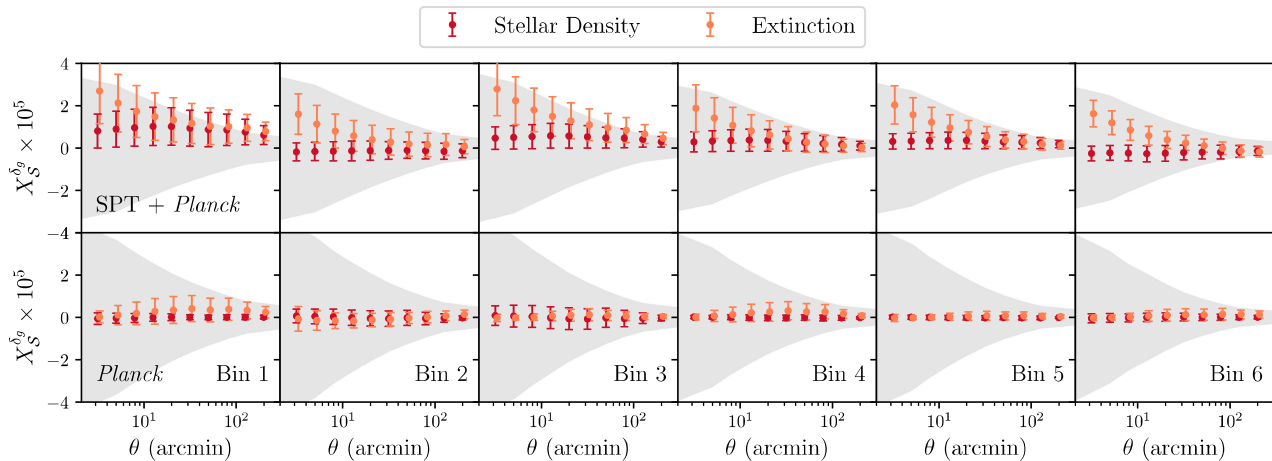 Stellar Density Extinction
4
2
0
−2
−4
X_S^{δ_g} × 10^5
SPT + Planck
4
2
0
−2
−4
X_S^{δ_g} × 10^5
Planck Bin 1 Bin 2 Bin 3 Bin 4 Bin 5 Bin 6
10^1 10^2 10^1 10^2 10^1 10^2 10^1 10^2 10^1 10^2 10^1 10^2
θ (arcmin) θ (arcmin) θ (arcmin) θ (arcmin) θ (arcmin) θ (arcmin)